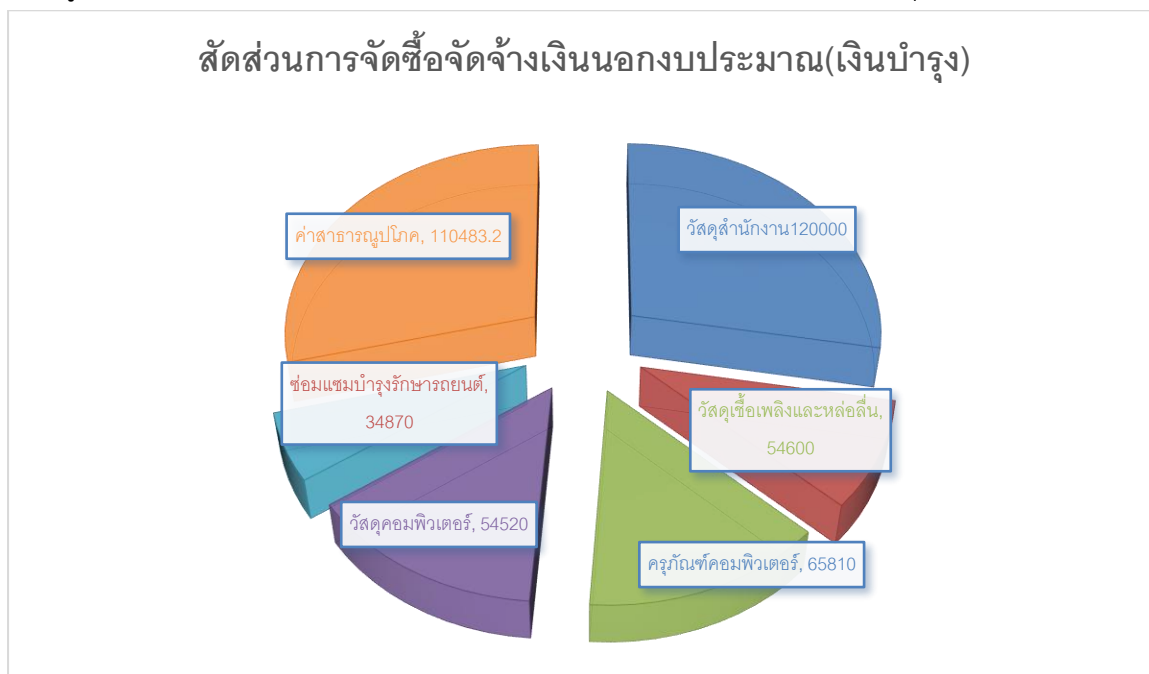 สัดส่วนการจัดซื้อจัดจ้างเงินนอกงบประมาณ(เงินบำรุง)
ค่าสาธารณูปโภค, 110483.2
วัสดุสำนักงาน120000
ซ่อมแซมบำรุงรักษารถยนต์,
34870
วัสดุเชื้อเพลิงและหล่อลื่น,
54600
วัสดุคอมพิวเตอร์, 54520
ครุภัณฑ์คอมพิวเตอร์, 65810